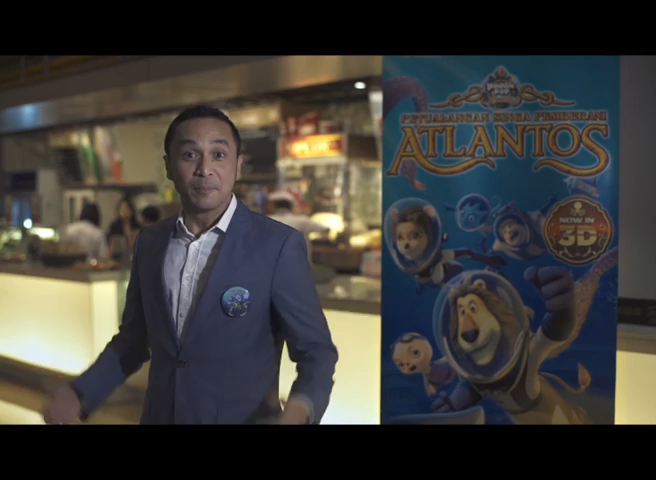 PETUALANGAN SINGA PEMBERANI
ATLANTOS
NOW IN
3D